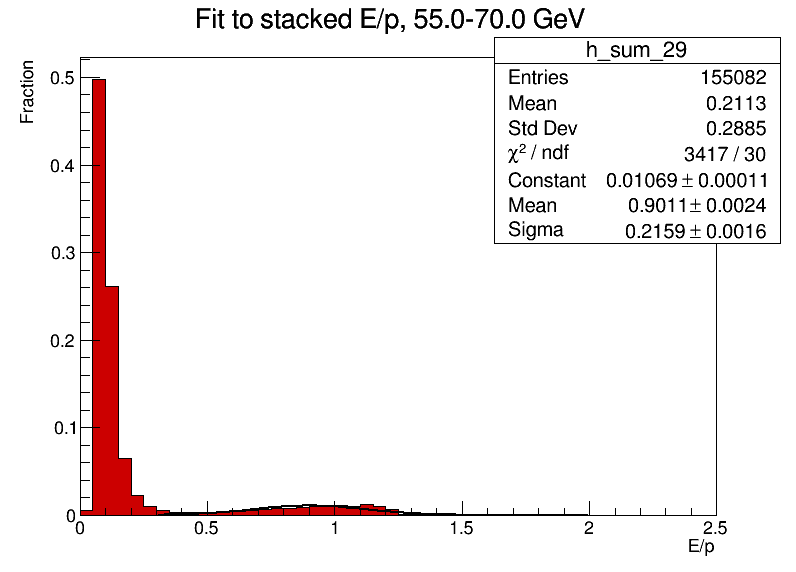 Fit to stacked E/p, 55.0-70.0 GeV
h_sum_29
Entries 155082
Mean 0.2113
Std Dev 0.2885
χ² / ndf 3417 / 30
Constant 0.01069 ± 0.00011
Mean 0.9011 ± 0.0024
Sigma 0.2159 ± 0.0016
Fraction
0.5
0.4
0.3
0.2
0.1
0
0 0.5 1 1.5 2 2.5
E/p